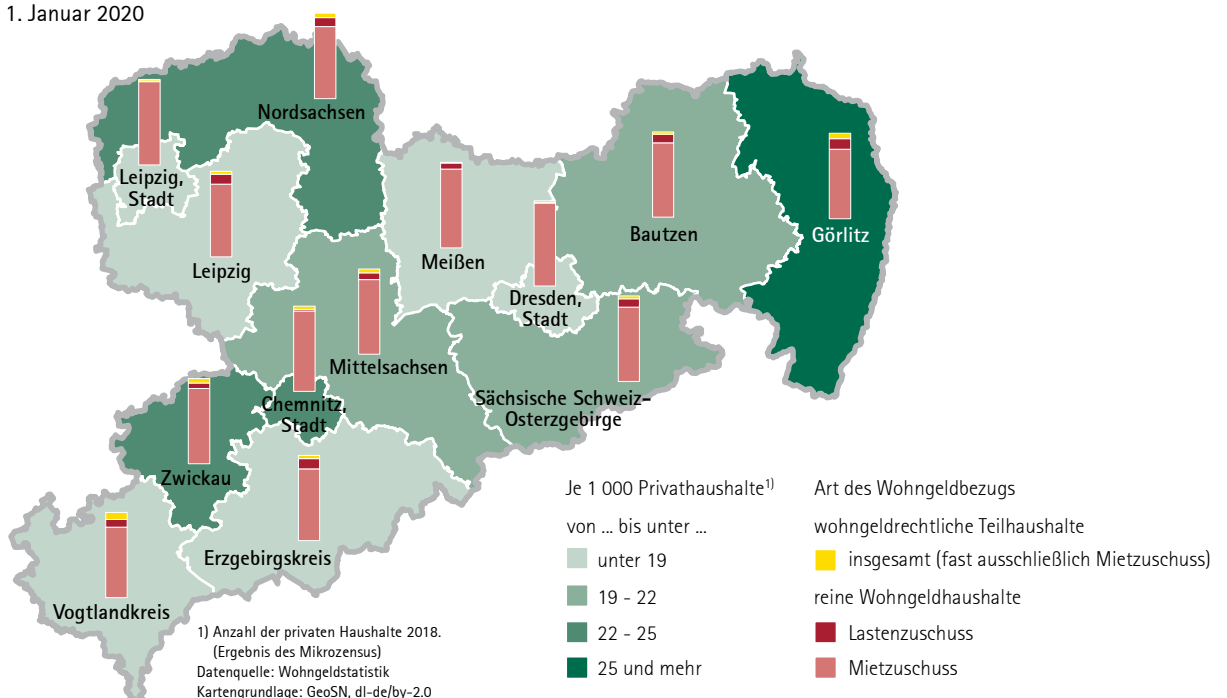 1. Januar 2020
Nordsachsen
Leipzig,
Stadt
Leipzig
Meißen
Bautzen
Görlitz
Dresden,
Stadt
Mittelsachsen
Chemnitz,
Stadt
Sächsische Schweiz-
Osterzgebirge
Zwickau
Erzgebirgskreis
Vogtlandkreis
1) Anzahl der privaten Haushalte 2018.
(Ergebnis des Mikrozensus)
Datenquelle: Wohngeldstatistik
Kartengrundlage: GeoSN, dl-de/by-2.0
Je 1 000 Privathaushalte1)
von ... bis unter ...
unter 19
19 - 22
22 - 25
25 und mehr
Art des Wohngeldbezugs
wohngeldrechtliche Teilhaushalte
insgesamt (fast ausschließlich Mietzuschuss)
reine Wohngeldhaushalte
Lastenzuschuss
Mietzuschuss